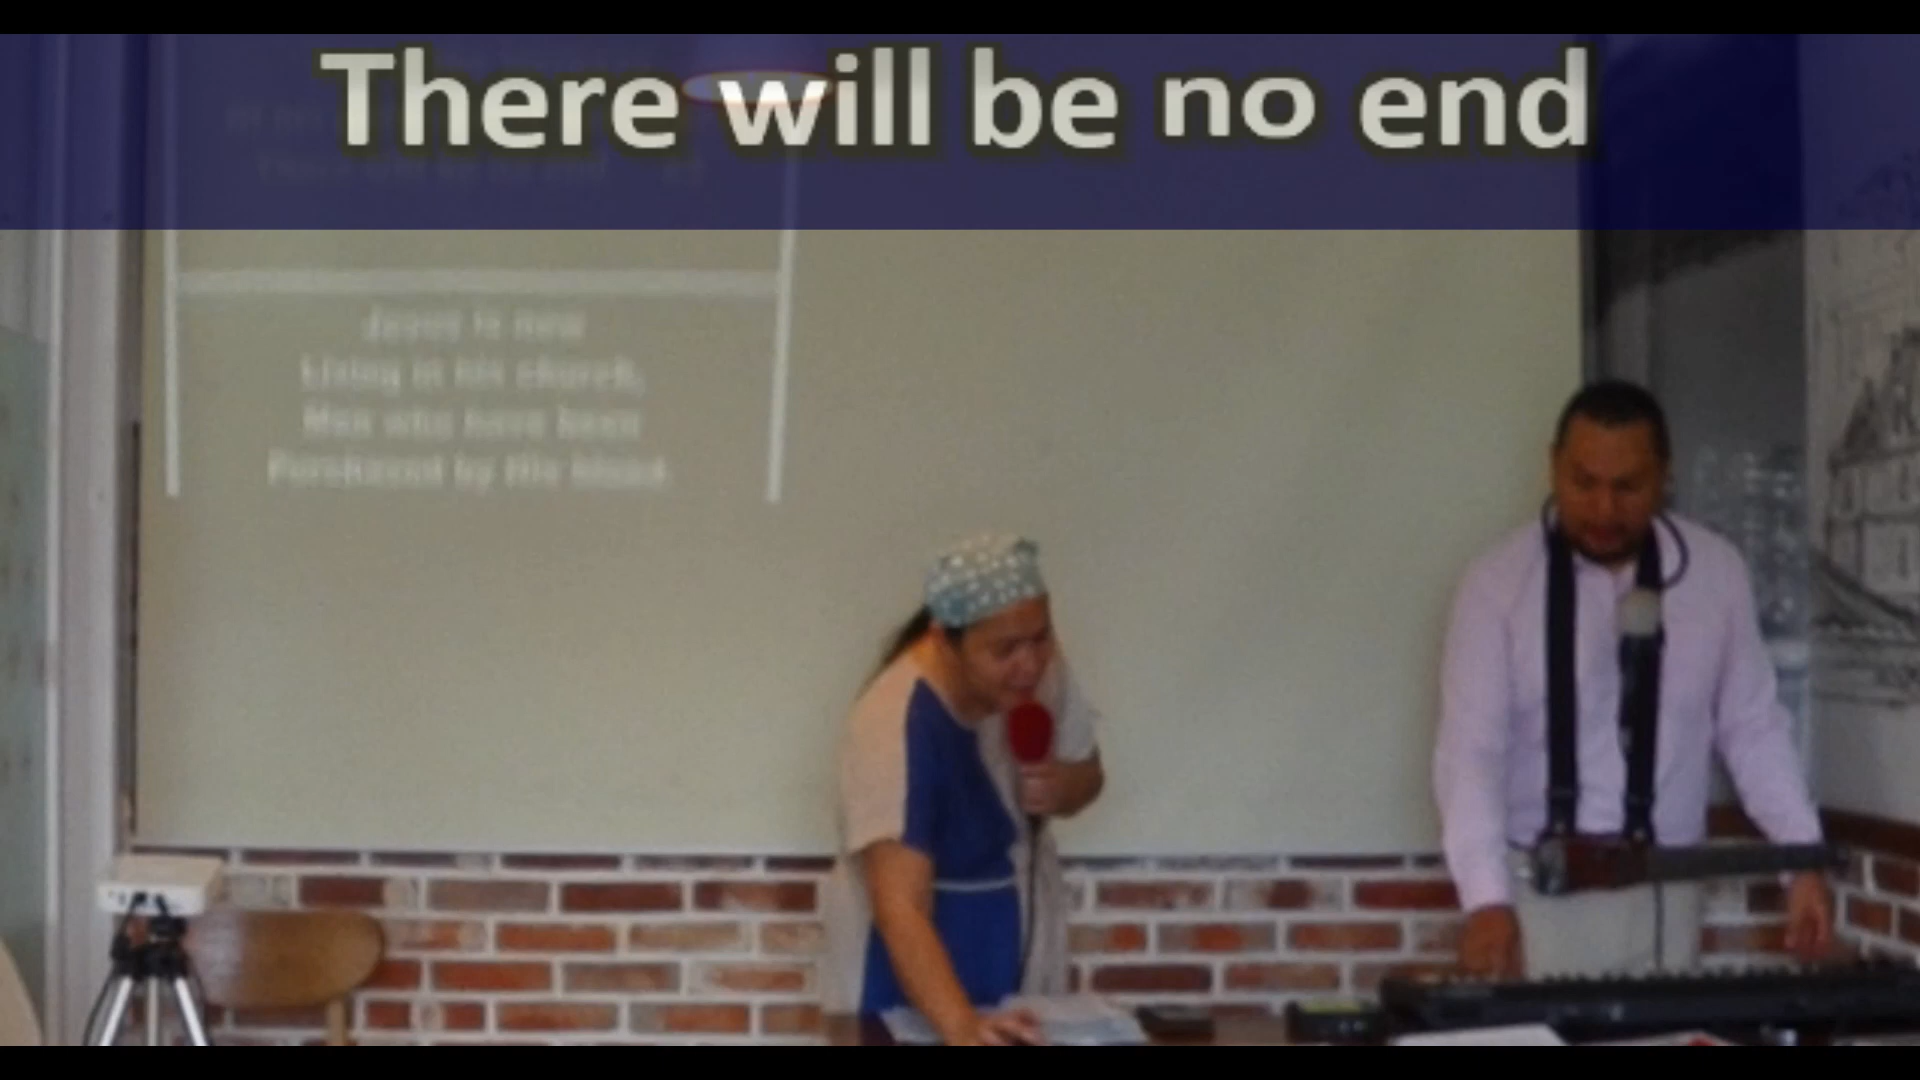 There will be no end
Jesus is now
Living in his church,
Men who have been
Purchased by His blood